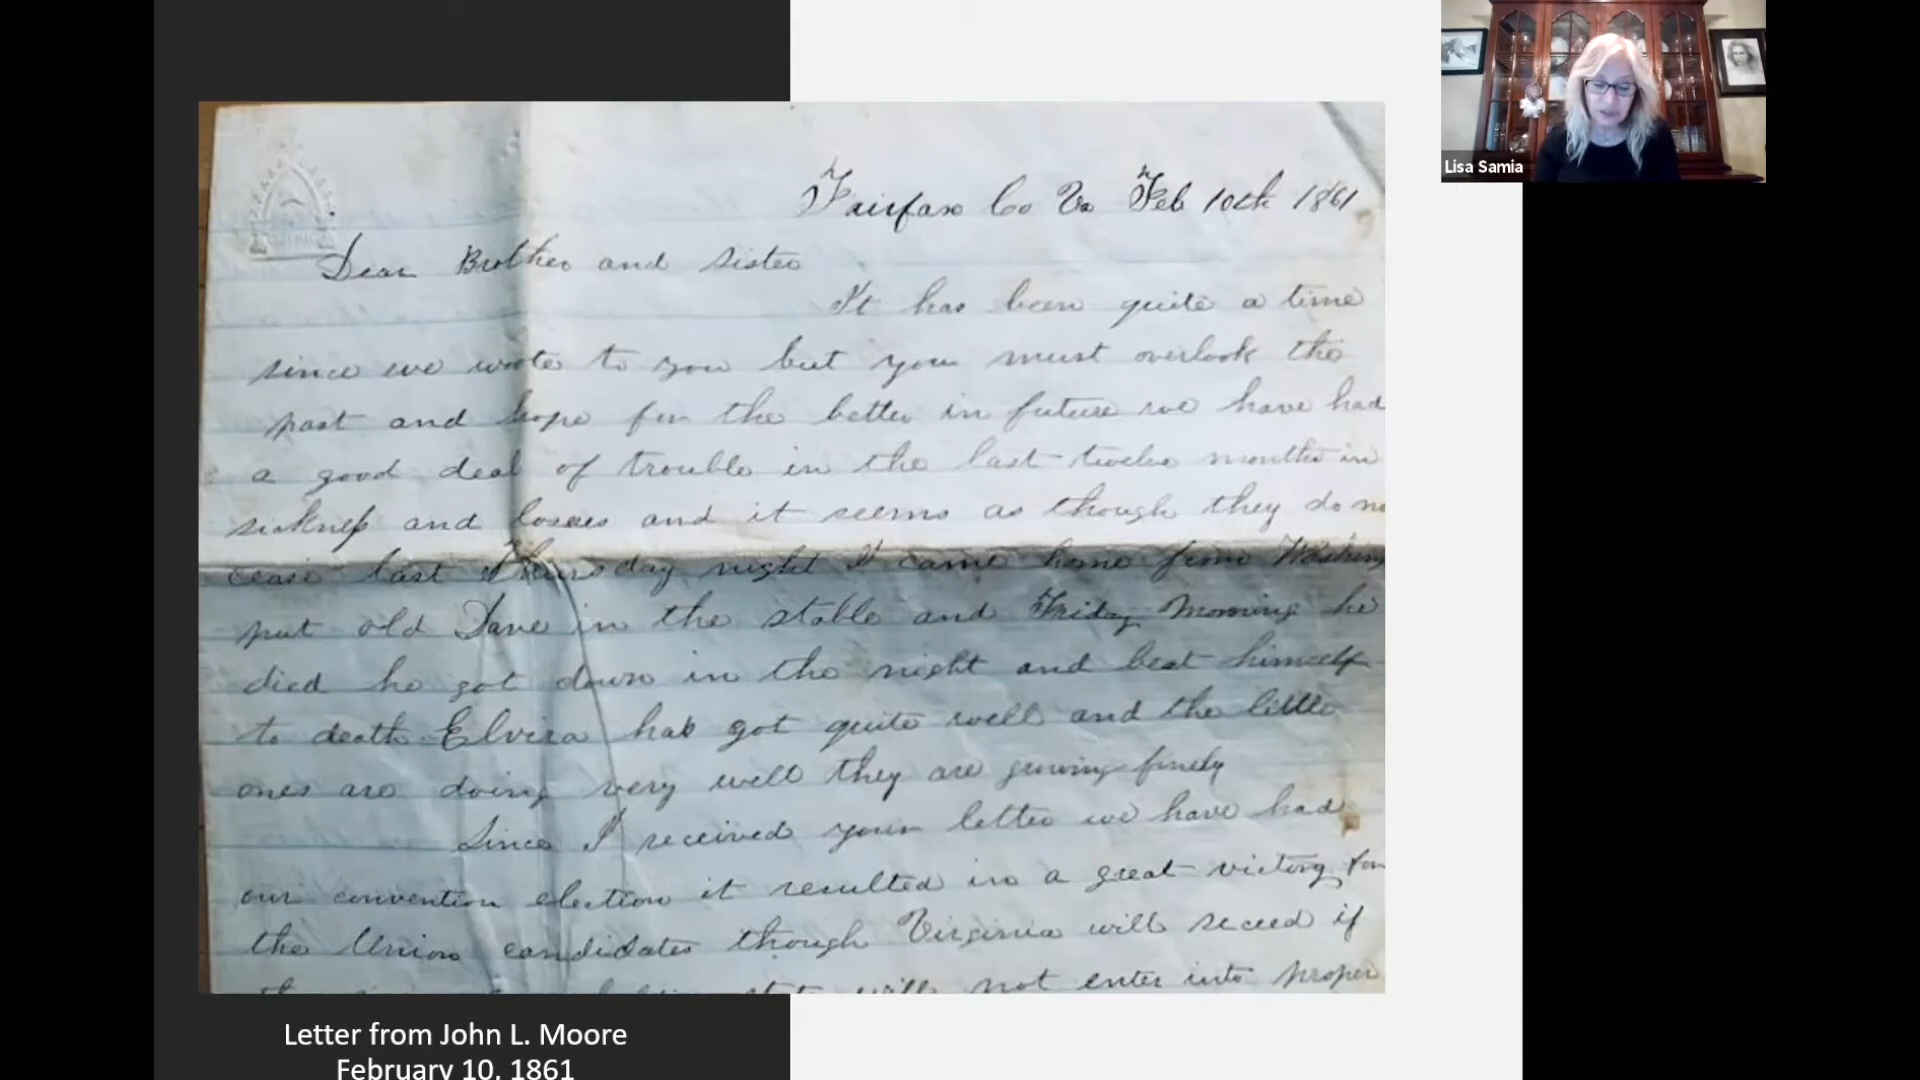 Fairfax Co Va Feb 10th 1861
Dear Brother and sister
It has been quite a time
since we wrote to you but you must overlook the
past and hope for the better in future we have had
a good deal of trouble in the last twelve months in
sickness and losses and it seems as though they do no
cease last Thursday night I came home from Washing
put old Dave in the stable and Friday Morning he
died he got down in the night and beat himself
to death Elvira has got quite well and the little
ones are doing very well they are growing finely
Since I received your letter we have had
our convention election it resulted in a great victory for
the Union candidates though Virginia will seceed if
will not enter into proper
Letter from John L. Moore
February 10, 1861
Lisa Samia